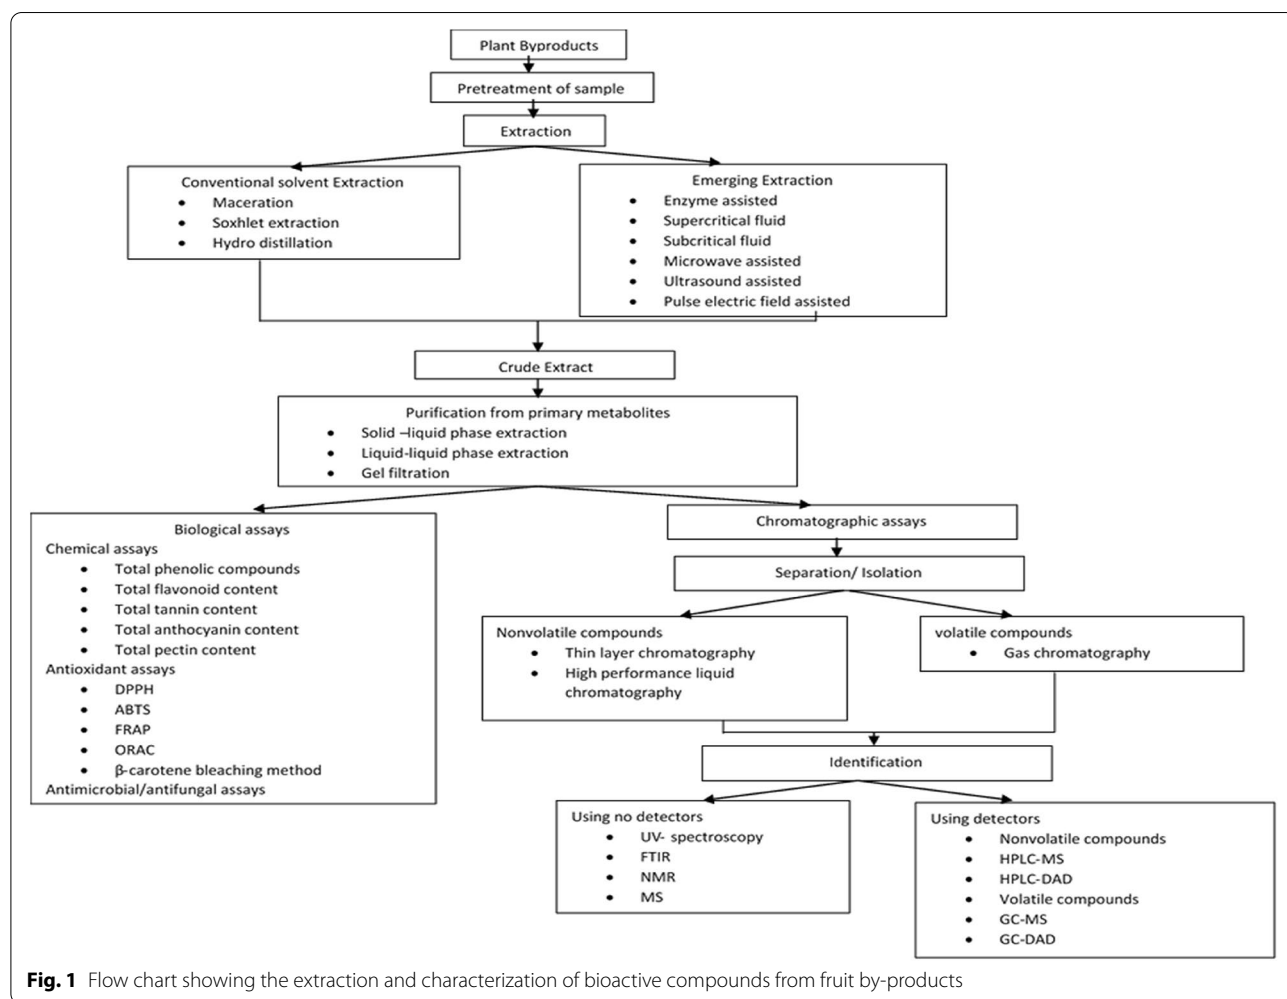 Plant Byproducts
Pretreatment of sample
Extraction
Conventional solvent Extraction
• Maceration
• Soxhlet extraction
• Hydro distillation
Emerging Extraction
• Enzyme assisted
• Supercritical fluid
• Subcritical fluid
• Microwave assisted
• Ultrasound assisted
• Pulse electric field assisted
Crude Extract
Purification from primary metabolites
• Solid –liquid phase extraction
• Liquid-liquid phase extraction
• Gel filtration
Biological assays
Chemical assays
• Total phenolic compounds
• Total flavonoid content
• Total tannin content
• Total anthocyanin content
• Total pectin content
Antioxidant assays
• DPPH
• ABTS
• FRAP
• ORAC
• β-carotene bleaching method
Antimicrobial/antifungal assays
Chromatographic assays
Separation/ Isolation
Nonvolatile compounds
• Thin layer chromatography
• High performance liquid
chromatography
volatile compounds
• Gas chromatography
Identification
Using no detectors
• UV- spectroscopy
• FTIR
• NMR
• MS
Using detectors
• Nonvolatile compounds
• HPLC-MS
• HPLC-DAD
• Volatile compounds
• GC-MS
• GC-DAD
Fig. 1 Flow chart showing the extraction and characterization of bioactive compounds from fruit by-products